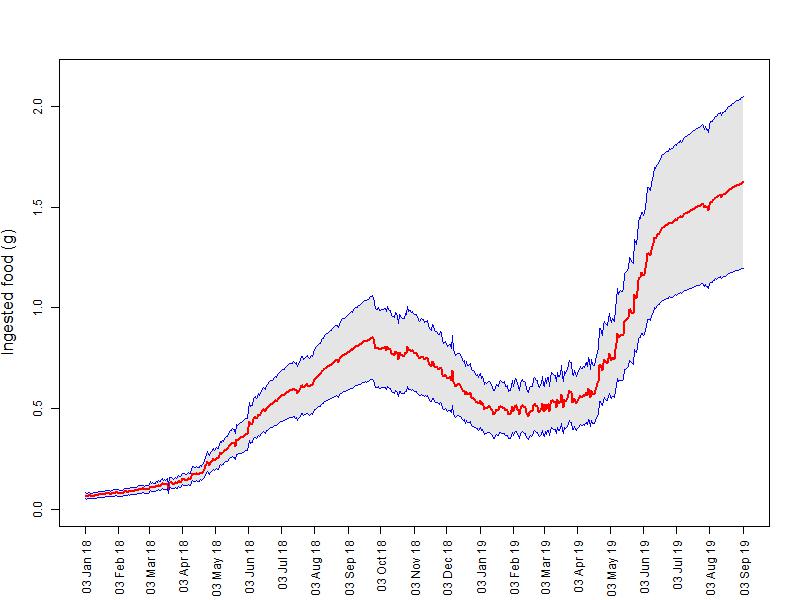 Ingested food (g)
2.0
1.5
1.0
0.5
0.0
03 Jan 18
03 Feb 18
03 Mar 18
03 Apr 18
03 May 18
03 Jun 18
03 Jul 18
03 Aug 18
03 Sep 18
03 Oct 18
03 Nov 18
03 Dec 18
03 Jan 19
03 Feb 19
03 Mar 19
03 Apr 19
03 May 19
03 Jun 19
03 Jul 19
03 Aug 19
03 Sep 19